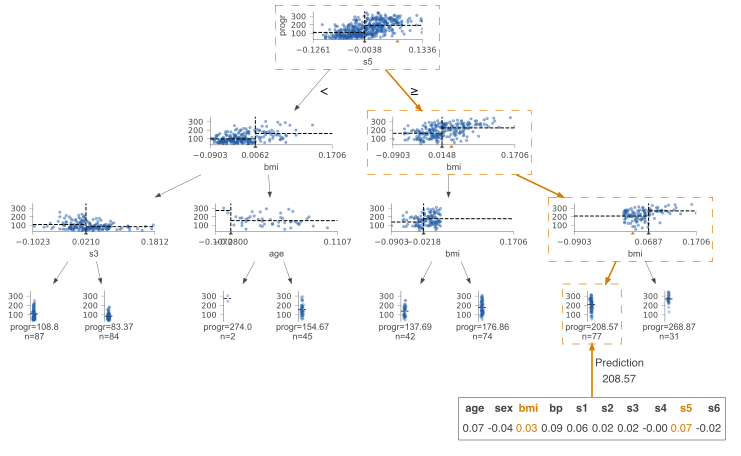 progr
300
200
100
−0.1261 −0.0038 0.1336
s5
< ≥
300
200
100
−0.0903 0.0062 0.1706
bmi
300
200
100
−0.0903 0.0148 0.1706
bmi
300
200
100
−0.1023 0.0210 0.1812
s3
300
200
100
0.1107
age
300
200
100
−0.0903 −0.0218 0.1706
bmi
300
200
100
−0.0903 0.0687 0.1706
bmi
300
200
100
progr=108.8
n=87
300
200
100
progr=83.37
n=84
300
200
100
progr=274.0
n=2
300
200
100
progr=154.67
n=45
300
200
100
progr=137.69
n=42
300
200
100
progr=176.86
n=74
300
200
100
progr=208.57
n=77
300
200
100
progr=268.87
n=31
Prediction
208.57
age sex bmi bp s1 s2 s3 s4 s5 s6
0.07 -0.04 0.03 0.09 0.06 0.02 0.02 -0.00 0.07 -0.02